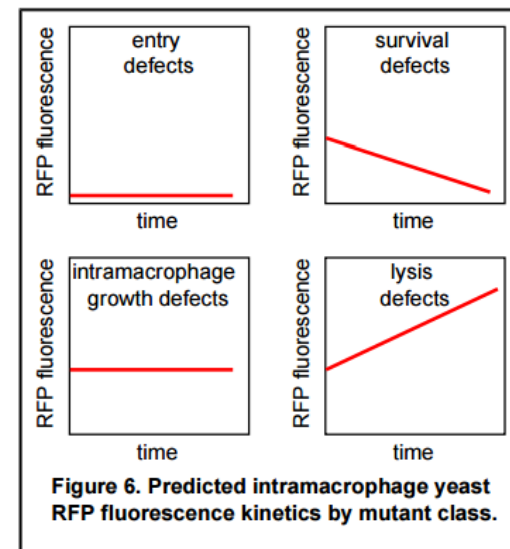 entry
defects
RFP fluorescence
time
survival
defects
RFP fluorescence
time
intramacrophage
growth defects
RFP fluorescence
time
lysis
defects
RFP fluorescence
time
Figure 6. Predicted intramacrophage yeast
RFP fluorescence kinetics by mutant class.